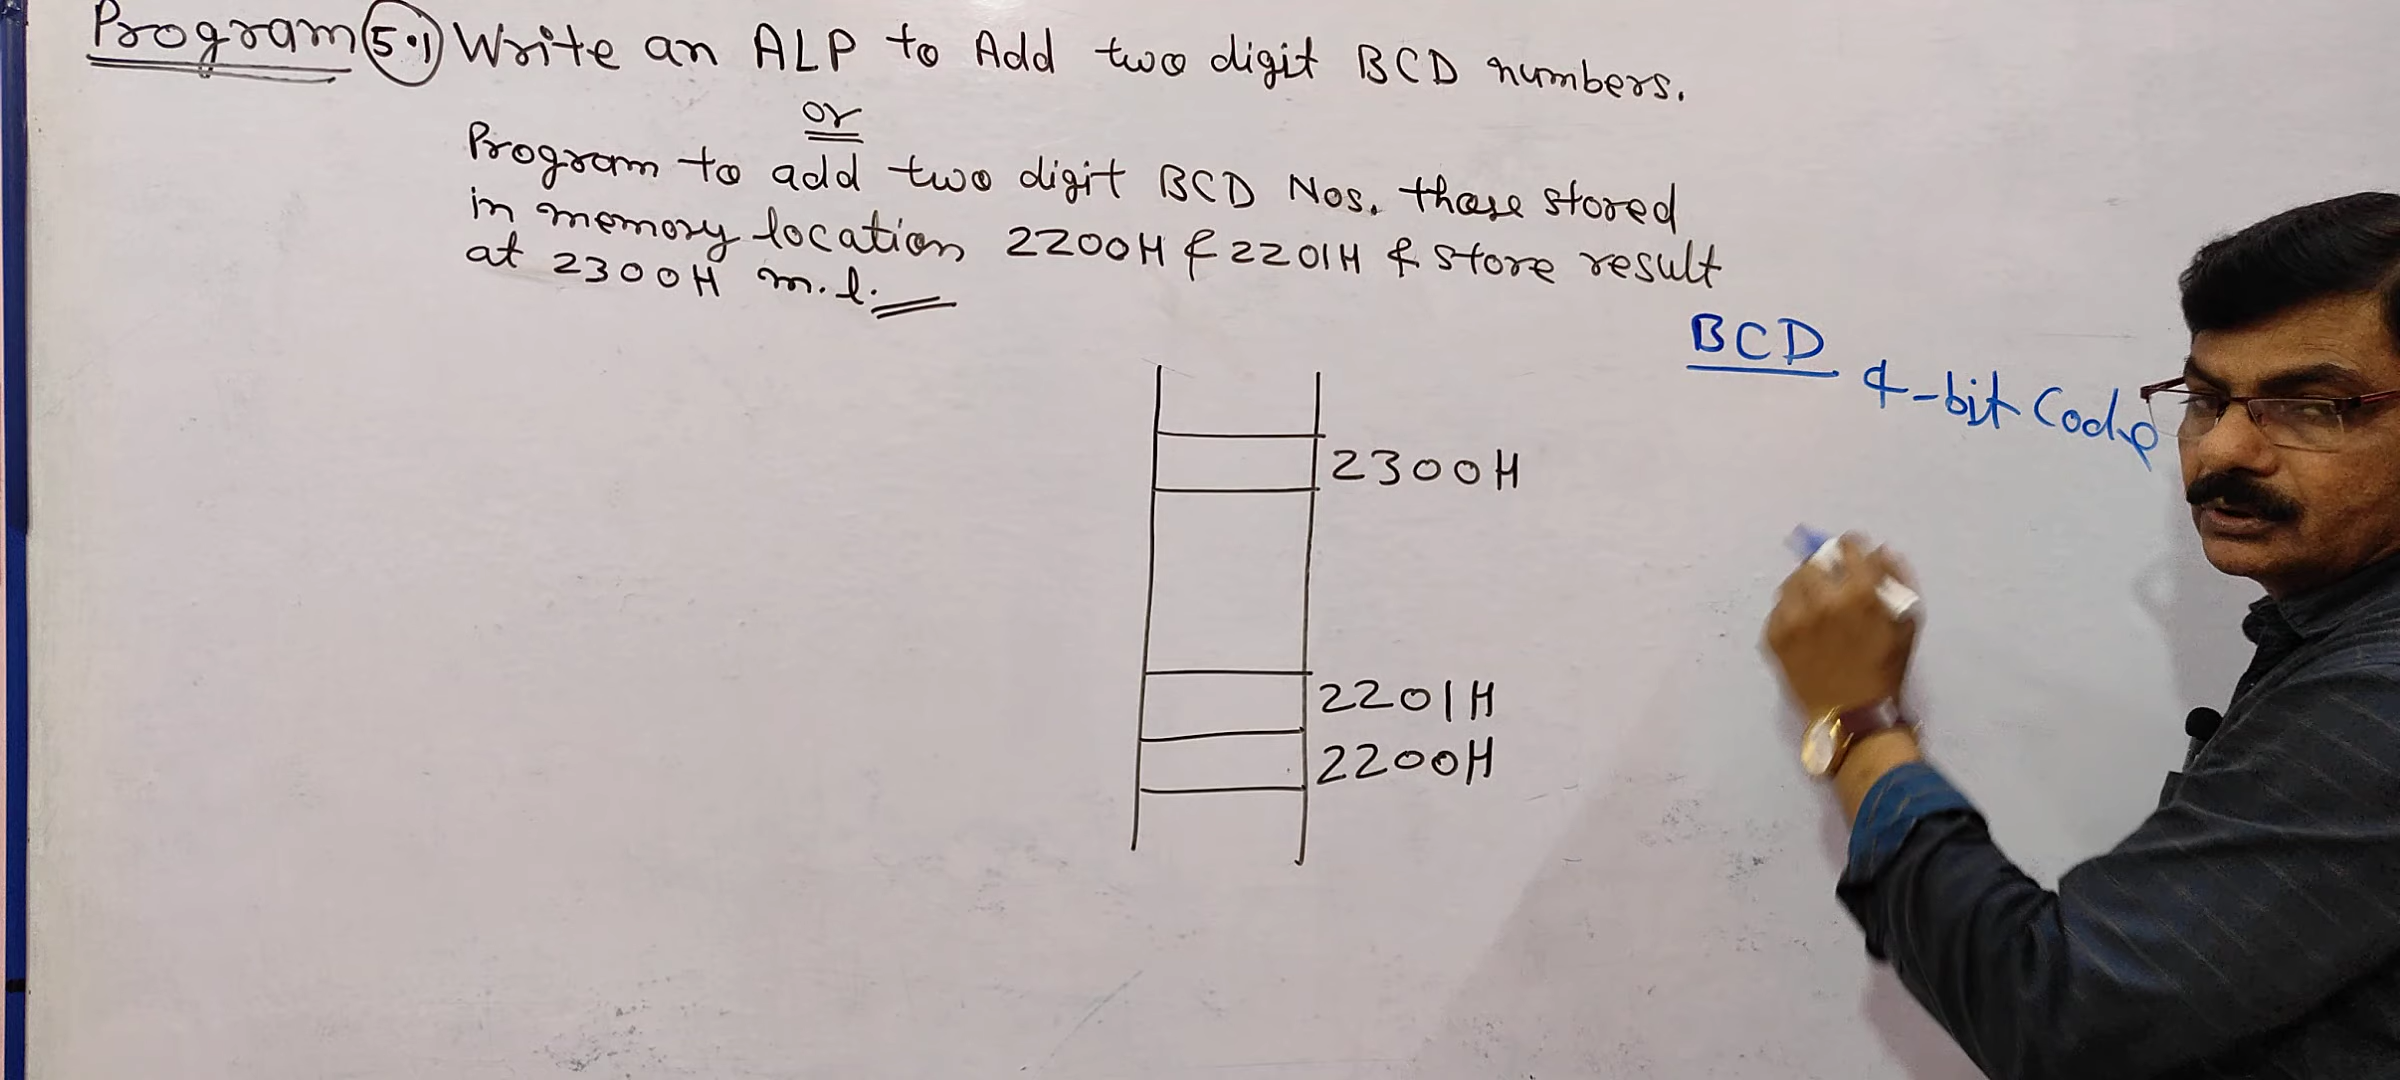 Program 5.1 Write an ALP to Add two digit BCD numbers.
or
Program to add two digit BCD Nos. those stored
in memory location 2200H & 2201H & store result
at 2300H m.l.
BCD 4-bit Code
2300H
2201H
2200H